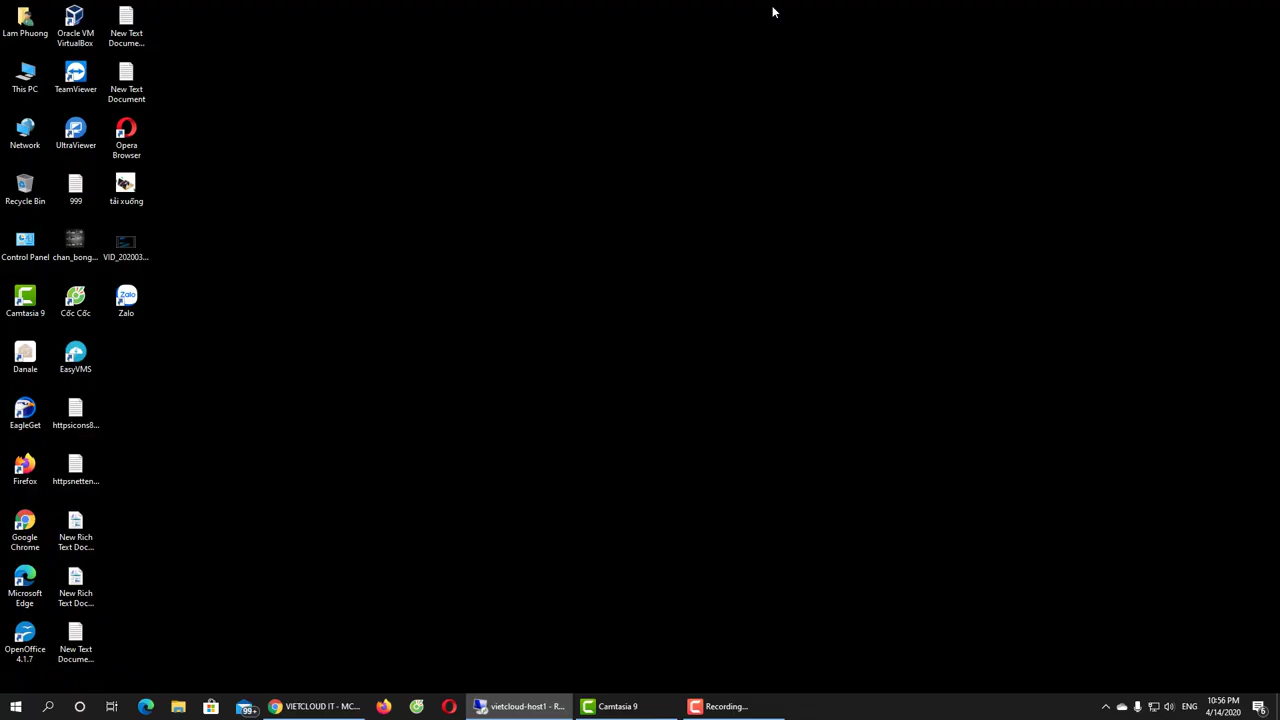 Lam Phuong
Oracle VM
VirtualBox
New Text
Docume...
This PC
TeamViewer
New Text
Document
Network
UltraViewer
Opera
Browser
Recycle Bin
999
tải xuống
Control Panel
chan_bong...
VID_202003...
Camtasia 9
Cốc Cốc
Zalo
Zalo
Danale
EasyVMS
EagleGet
httpsicons8...
Firefox
httpsnetten...
Google
Chrome
New Rich
Text Doc...
Microsoft
Edge
New Rich
Text Doc...
OpenOffice
4.1.7
New Text
Docume...
99+
VIETCLOUD IT - MC...
vietcloud-host1 - R...
Camtasia 9
Recording...
ENG
10:56 PM
4/14/2020
6